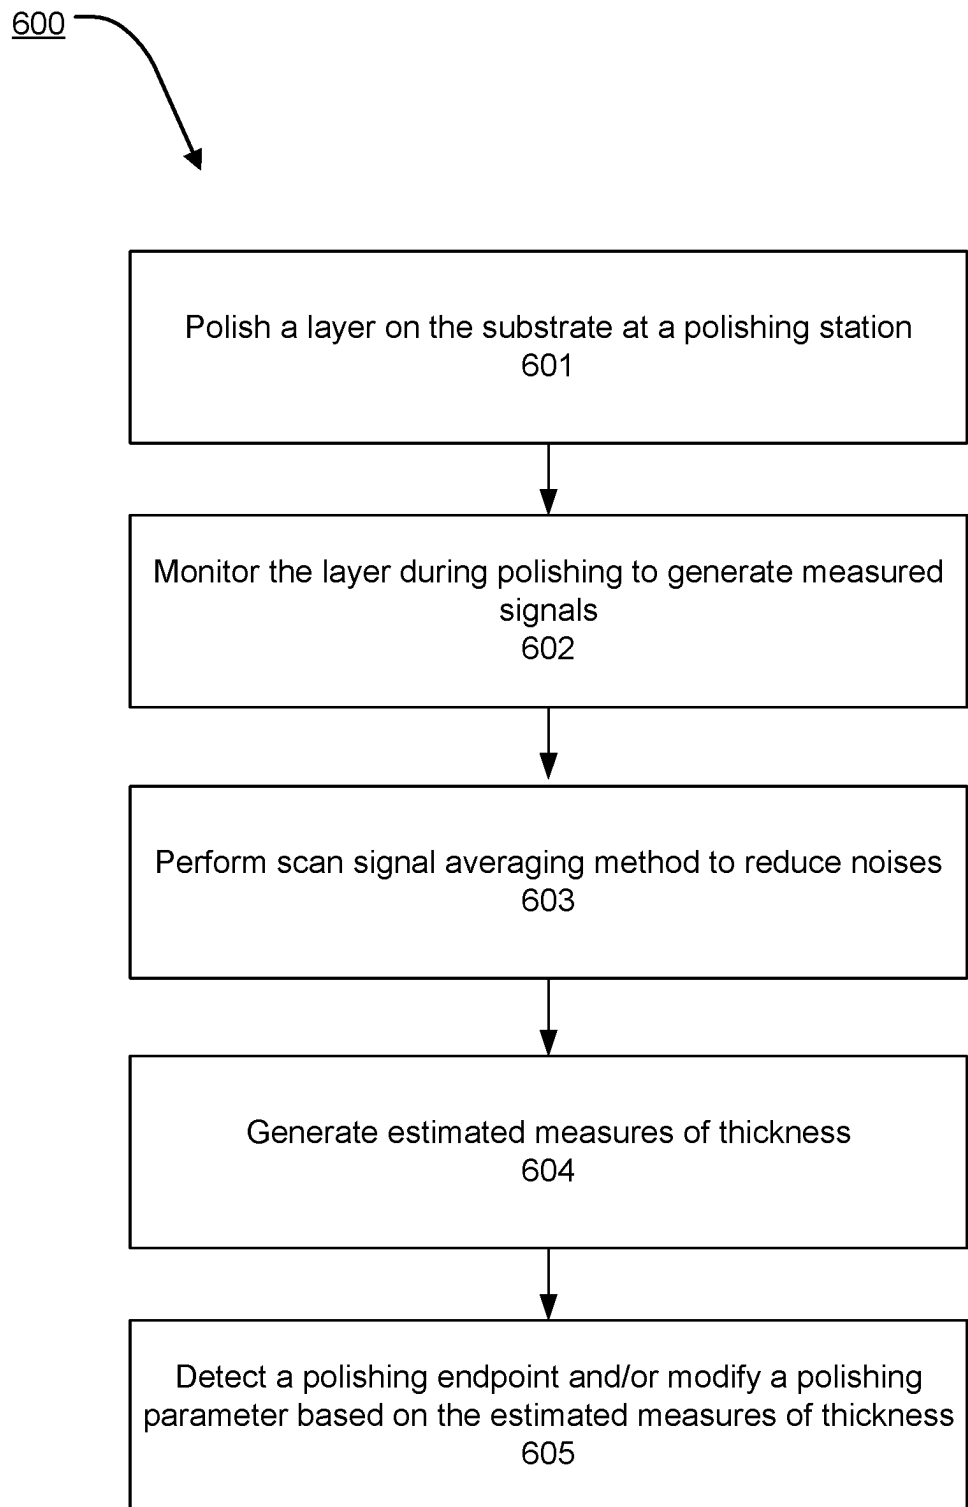 600
Polish a layer on the substrate at a polishing station
601
Monitor the layer during polishing to generate measured
signals
602
Perform scan signal averaging method to reduce noises
603
Generate estimated measures of thickness
604
Detect a polishing endpoint and/or modify a polishing
parameter based on the estimated measures of thickness
605